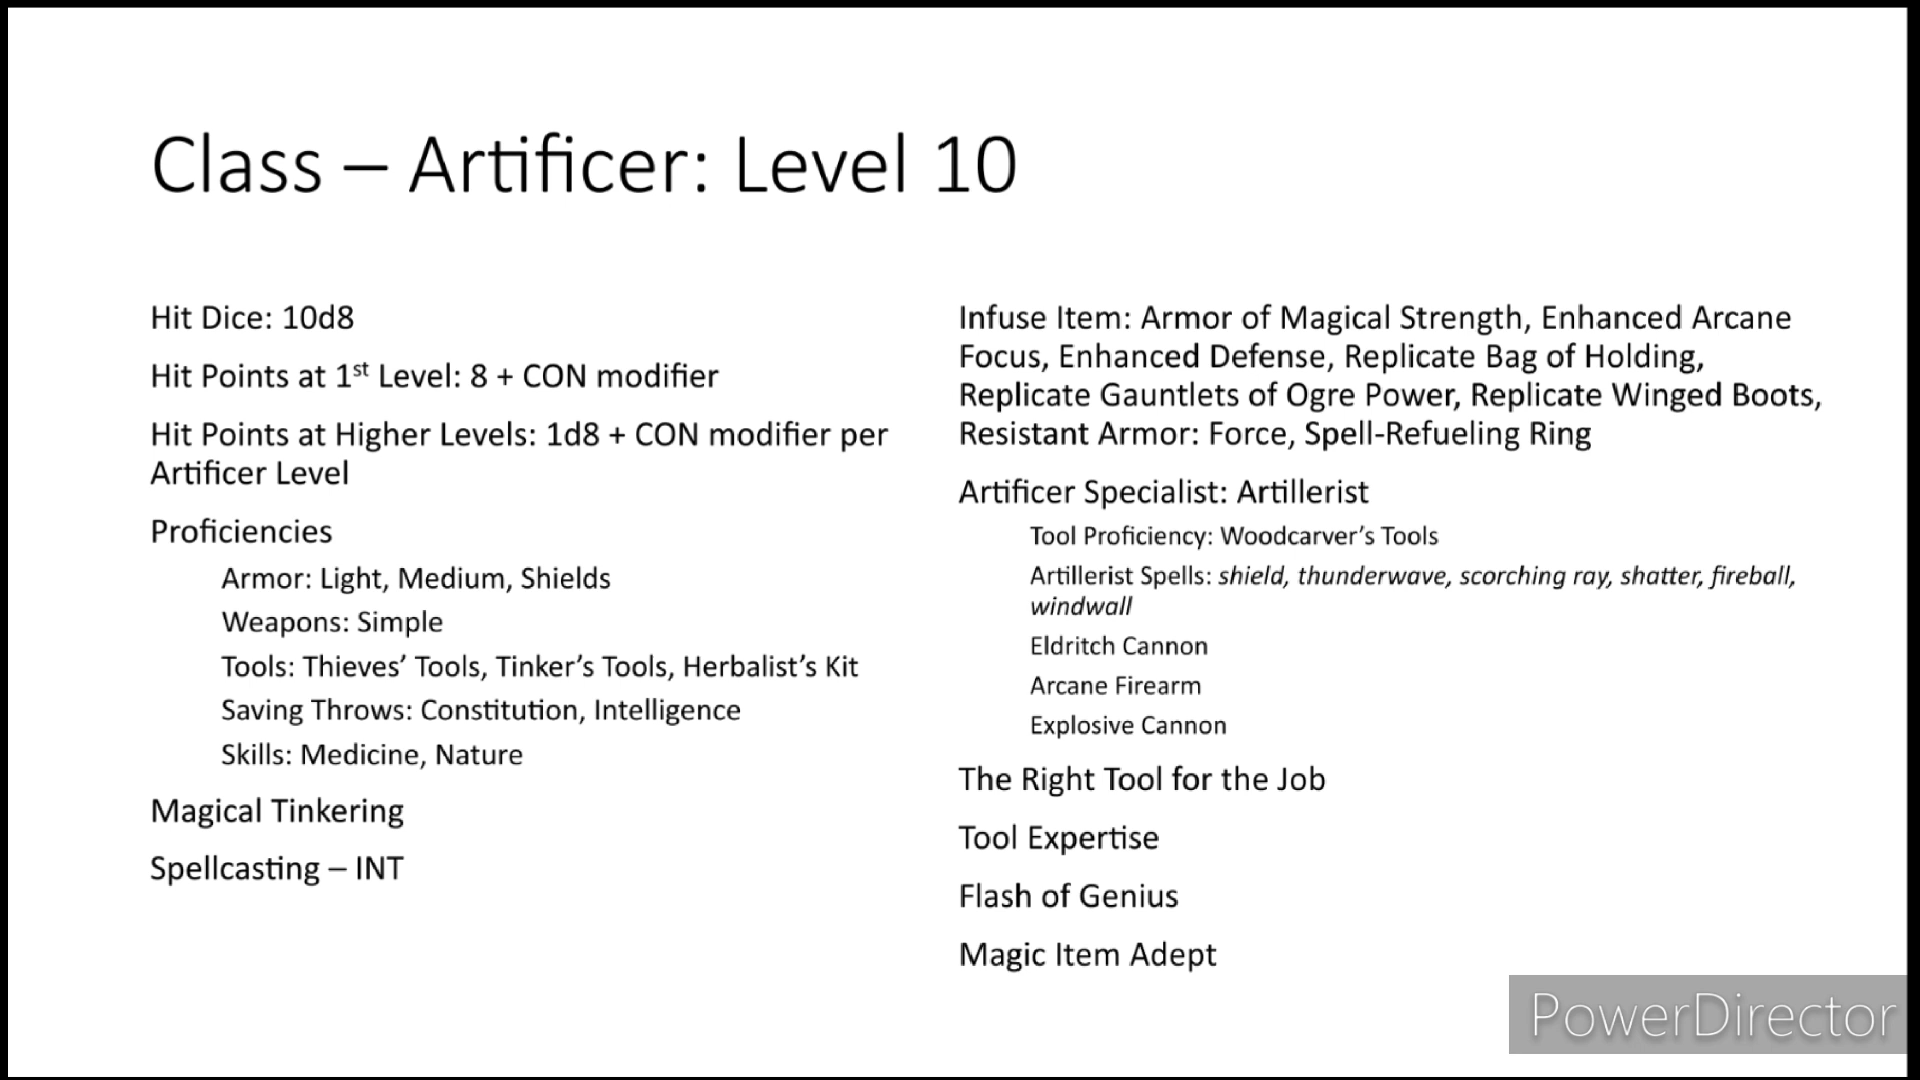 Class – Artificer: Level 10
Hit Dice: 10d8
Hit Points at 1st Level: 8 + CON modifier
Hit Points at Higher Levels: 1d8 + CON modifier per
Artificer Level
Proficiencies
Armor: Light, Medium, Shields
Weapons: Simple
Tools: Thieves’ Tools, Tinker’s Tools, Herbalist’s Kit
Saving Throws: Constitution, Intelligence
Skills: Medicine, Nature
Magical Tinkering
Spellcasting – INT
Infuse Item: Armor of Magical Strength, Enhanced Arcane
Focus, Enhanced Defense, Replicate Bag of Holding,
Replicate Gauntlets of Ogre Power, Replicate Winged Boots,
Resistant Armor: Force, Spell-Refueling Ring
Artificer Specialist: Artillerist
Tool Proficiency: Woodcarver’s Tools
Artillerist Spells: shield, thunderwave, scorching ray, shatter, fireball,
windwall
Eldritch Cannon
Arcane Firearm
Explosive Cannon
The Right Tool for the Job
Tool Expertise
Flash of Genius
Magic Item Adept
PowerDirector